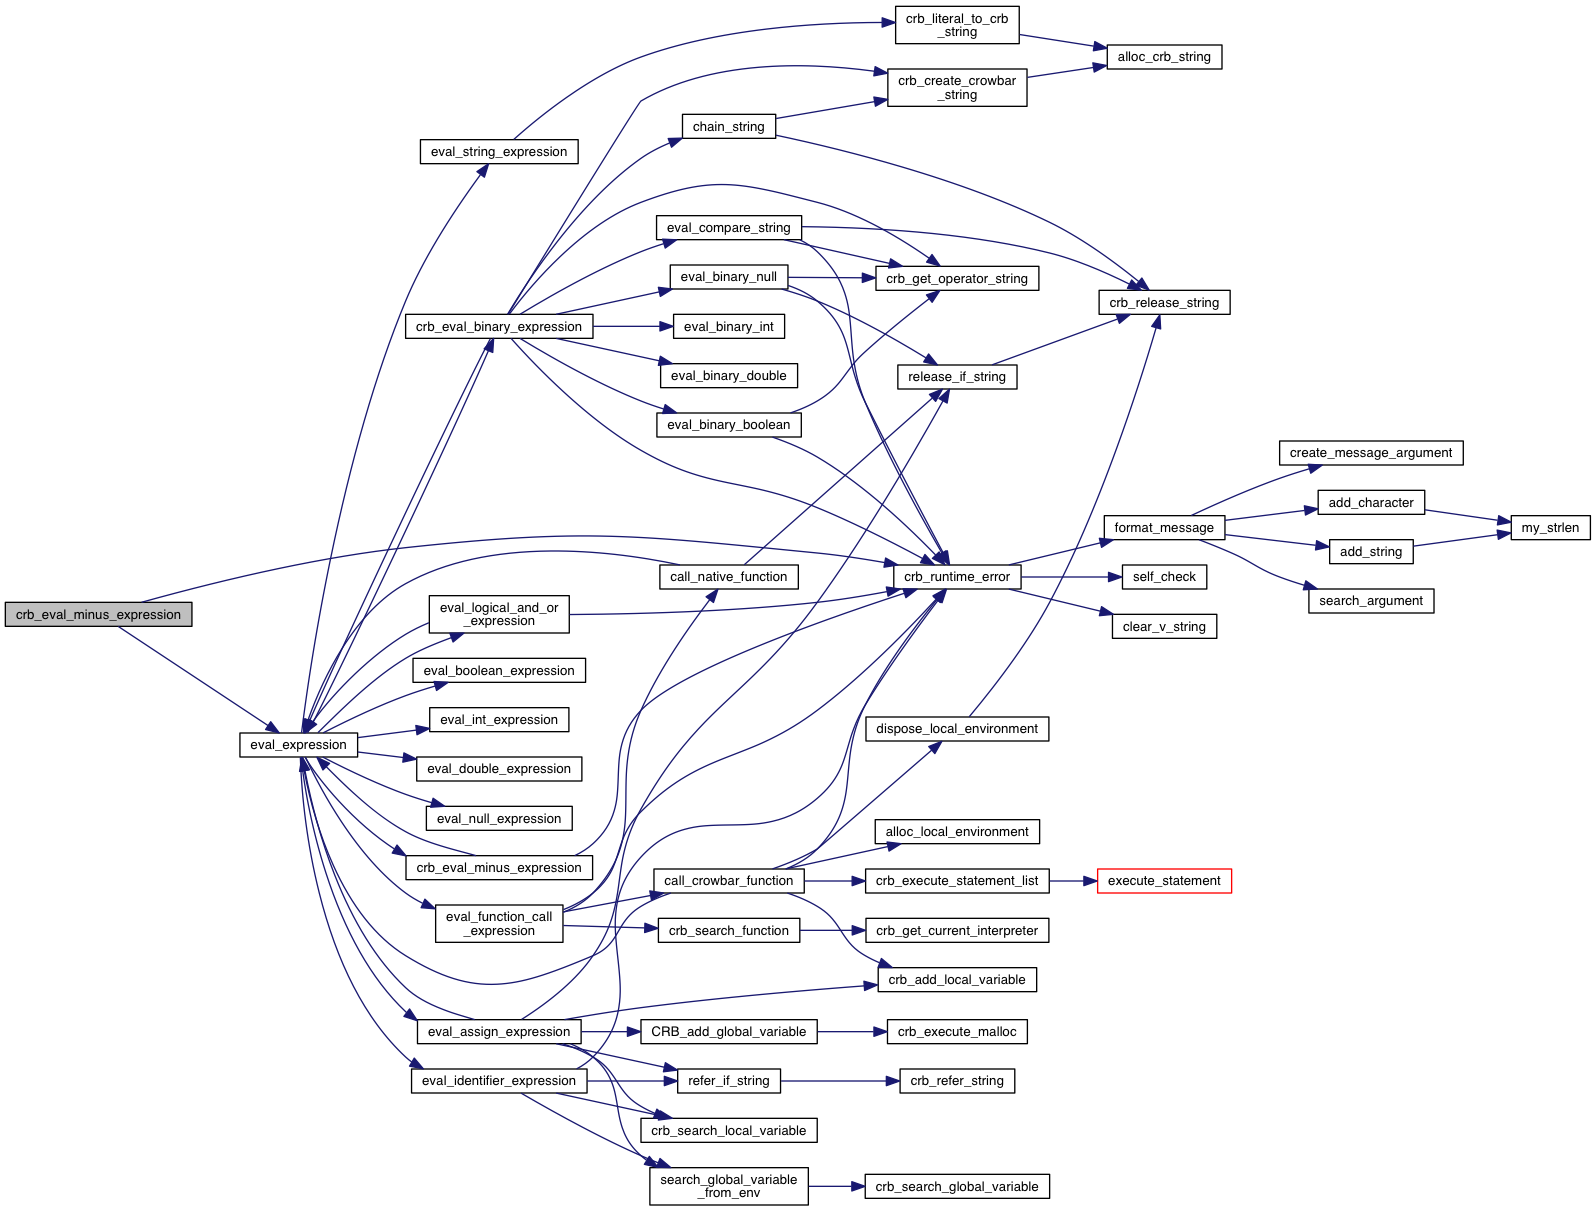 crb_literal_to_crb
_string
alloc_crb_string
crb_create_crowbar
_string
chain_string
eval_string_expression
eval_compare_string
eval_binary_null
crb_get_operator_string
crb_release_string
crb_eval_binary_expression
eval_binary_int
eval_binary_double
release_if_string
eval_binary_boolean
create_message_argument
add_character
format_message
my_strlen
add_string
call_native_function
crb_runtime_error
self_check
search_argument
crb_eval_minus_expression
eval_logical_and_or
_expression
clear_v_string
eval_boolean_expression
eval_int_expression
dispose_local_environment
eval_expression
eval_double_expression
eval_null_expression
alloc_local_environment
crb_eval_minus_expression
call_crowbar_function
crb_execute_statement_list
execute_statement
eval_function_call
_expression
crb_search_function
crb_get_current_interpreter
crb_add_local_variable
eval_assign_expression
CRB_add_global_variable
crb_execute_malloc
eval_identifier_expression
refer_if_string
crb_refer_string
crb_search_local_variable
search_global_variable
_from_env
crb_search_global_variable